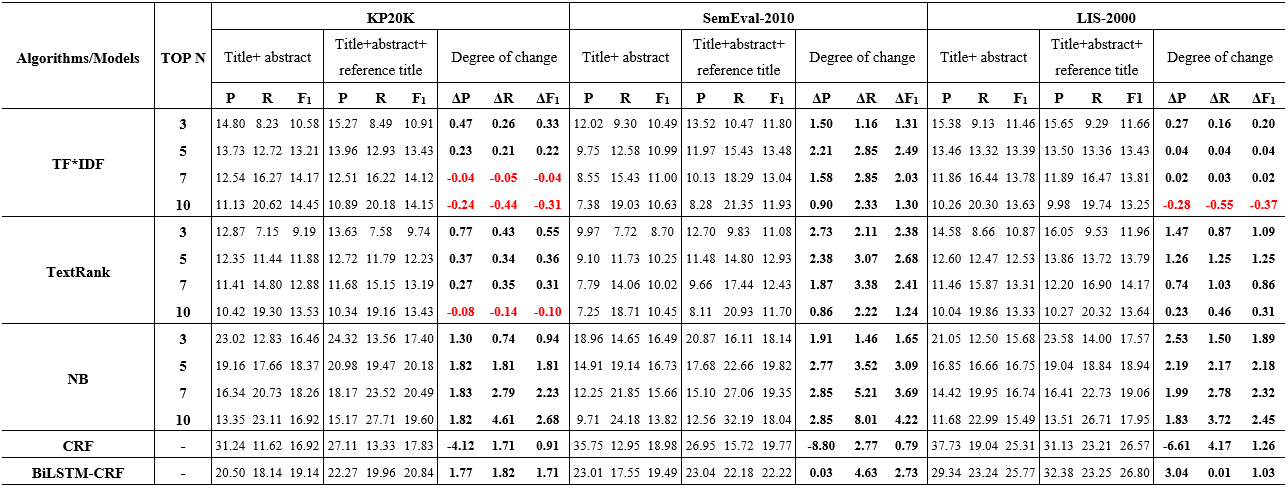 KP20K SemEval-2010 LIS-2000
Algorithms/Models TOP N Title+ abstract Title+abstract+ reference title Degree of change Title+ abstract Title+abstract+ reference title Degree of change Title+ abstract Title+abstract+ reference title Degree of change
P R F1 P R F1 ΔP ΔR ΔF1 P R F1 P R F1 ΔP ΔR ΔF1 P R F1 P R F1 ΔP ΔR ΔF1
TF*IDF
3 14.80 8.23 10.58 15.27 8.49 10.91 0.47 0.26 0.33 12.02 9.30 10.49 13.52 10.47 11.80 1.50 1.16 1.31 15.38 9.13 11.46 15.65 9.29 11.66 0.27 0.16 0.20
5 13.73 12.72 13.21 13.96 12.93 13.43 0.23 0.21 0.22 9.75 12.58 10.99 11.97 15.43 13.48 2.21 2.85 2.49 13.46 13.32 13.39 13.50 13.36 13.43 0.04 0.04 0.04
7 12.54 16.27 14.17 12.51 16.22 14.12 -0.04 -0.05 -0.04 8.55 15.43 11.00 10.13 18.29 13.04 1.58 2.85 2.03 11.86 16.44 13.78 11.89 16.47 13.81 0.02 0.03 0.02
10 11.13 20.62 14.45 10.89 20.18 14.15 -0.24 -0.44 -0.31 7.38 19.03 10.63 8.28 21.35 11.93 0.90 2.33 1.30 10.26 20.30 13.63 9.98 19.74 13.25 -0.28 -0.55 -0.37
TextRank
3 12.87 7.15 9.19 13.63 7.58 9.74 0.77 0.43 0.55 9.97 7.72 8.70 12.70 9.83 11.08 2.73 2.11 2.38 14.58 8.66 10.87 16.05 9.53 11.96 1.47 0.87 1.09
5 12.35 11.44 11.88 12.72 11.79 12.23 0.37 0.34 0.36 9.10 11.73 10.25 11.48 14.80 12.93 2.38 3.07 2.68 12.60 12.47 12.53 13.86 13.72 13.79 1.26 1.25 1.25
7 11.41 14.80 12.88 11.68 15.15 13.19 0.27 0.35 0.31 7.79 14.06 10.02 9.66 17.44 12.43 1.87 3.38 2.41 11.46 15.87 13.31 12.20 16.90 14.17 0.74 1.03 0.86
10 10.42 19.30 13.53 10.34 19.16 13.43 -0.08 -0.14 -0.10 7.25 18.71 10.45 8.11 20.93 11.70 0.86 2.22 1.24 10.04 19.86 13.33 10.27 20.32 13.64 0.23 0.46 0.31
NB
3 23.02 12.83 16.46 24.32 13.56 17.40 1.30 0.74 0.94 18.96 14.65 16.49 20.87 16.11 18.14 1.91 1.46 1.65 21.05 12.50 15.68 23.58 14.00 17.57 2.53 1.50 1.89
5 19.16 17.66 18.37 20.98 19.47 20.18 1.82 1.81 1.81 14.91 19.14 16.73 17.68 22.66 19.82 2.77 3.52 3.09 16.85 16.66 16.75 19.04 18.84 18.94 2.19 2.17 2.18
7 16.34 20.73 18.26 18.17 23.52 20.49 1.83 2.79 2.23 12.25 21.85 15.66 15.10 27.06 19.35 2.85 5.21 3.69 14.42 19.95 16.74 16.41 22.73 19.06 1.99 2.78 2.32
10 13.35 23.11 16.92 15.17 27.71 19.60 1.82 4.61 2.68 9.71 24.18 13.82 12.56 32.19 18.04 2.85 8.01 4.22 11.68 22.99 15.49 13.51 26.71 17.95 1.83 3.72 2.45
CRF - 31.24 11.62 16.92 27.11 13.33 17.83 -4.12 1.71 0.91 35.75 12.95 18.98 26.95 15.72 19.77 -8.80 2.77 0.79 37.73 19.04 25.31 31.13 23.21 26.57 -6.61 4.17 1.26
BiLSTM-CRF - 20.50 18.14 19.14 22.27 19.96 20.84 1.77 1.82 1.71 23.01 17.55 19.49 23.04 22.18 22.22 0.03 4.63 2.73 29.34 23.24 25.77 32.38 23.25 26.80 3.04 0.01 1.03